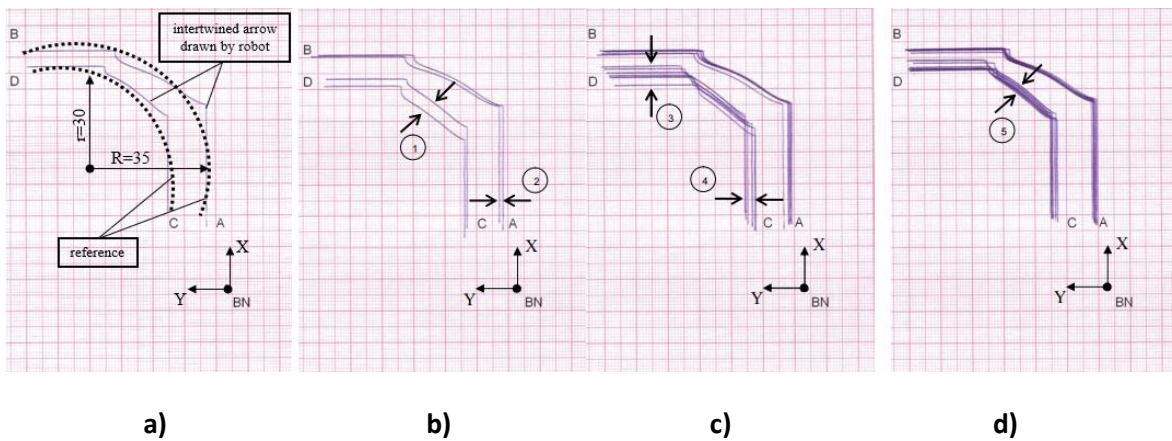 intertwined arrow
drawn by robot
B
D
r=30
R=35
C
A
reference
X
Y
BN
B
D
1
2
C
A
X
Y
BN
B
D
3
4
C
A
X
Y
BN
B
D
5
C
A
X
Y
BN
a)
b)
c)
d)